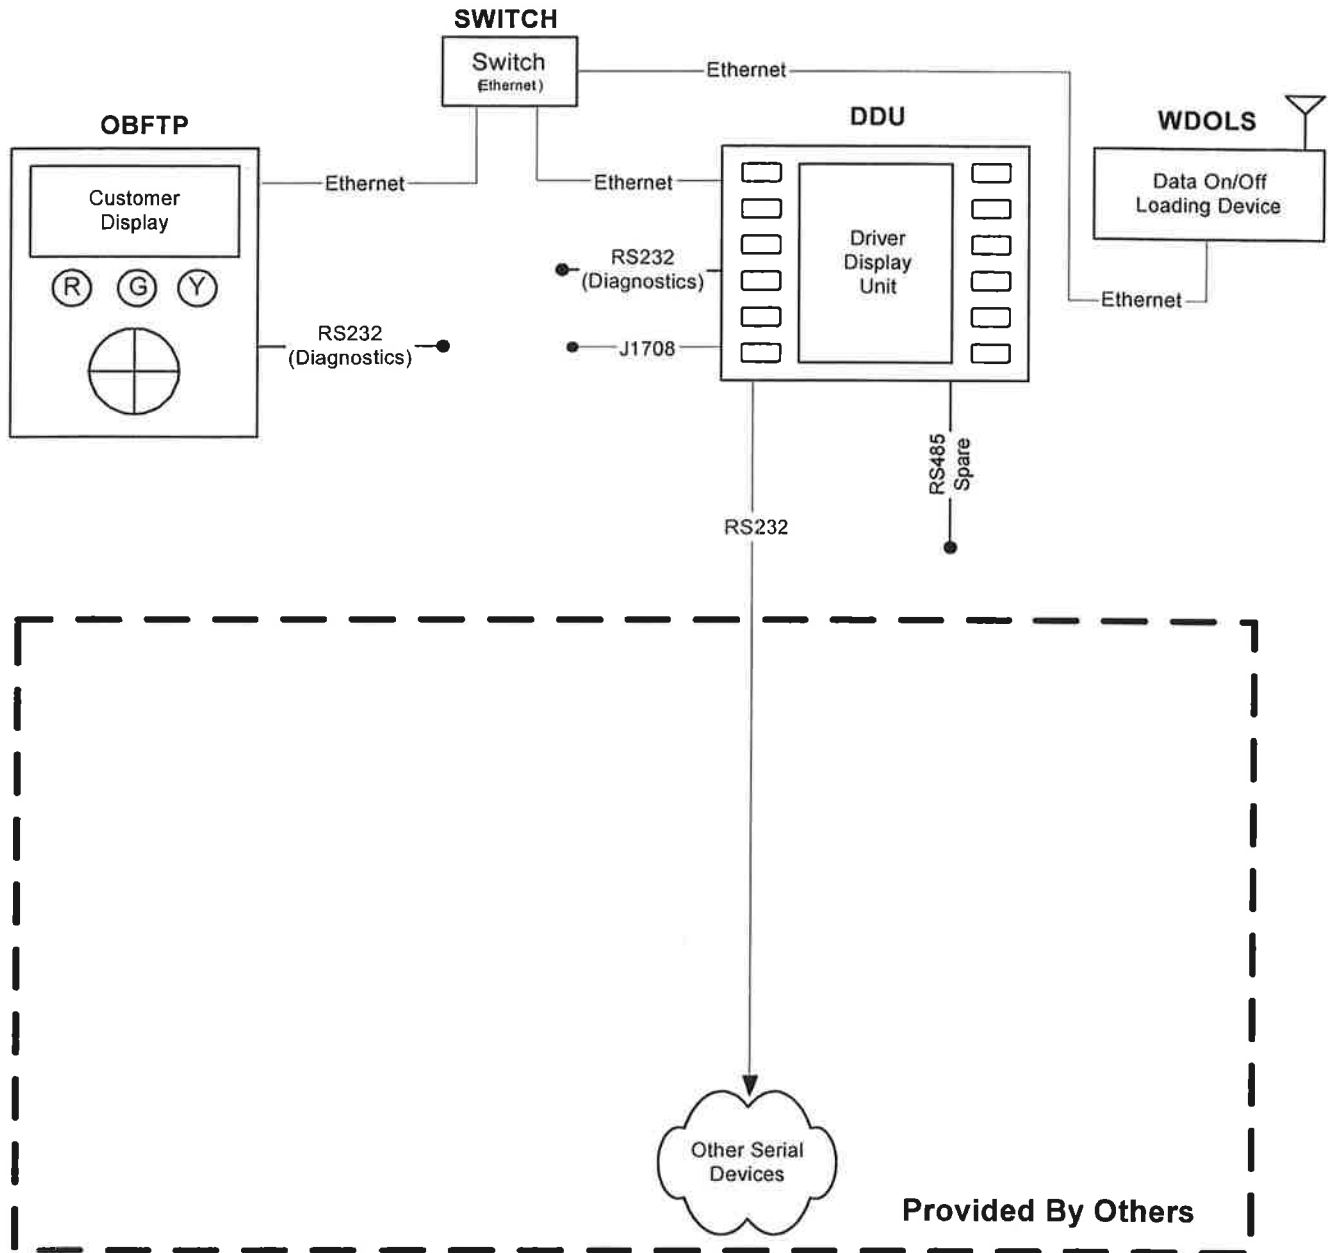 SWITCH
Switch
(Ethernet)
Ethernet
OBFTP
DDU
WDOLS
Customer
Display
Ethernet
Ethernet
Data On/Off
Loading Device
R G Y
RS232
(Diagnostics)
Driver
Display
Unit
Ethernet
RS232
(Diagnostics)
J1708
RS485
Spare
RS232
Other Serial
Devices
Provided By Others